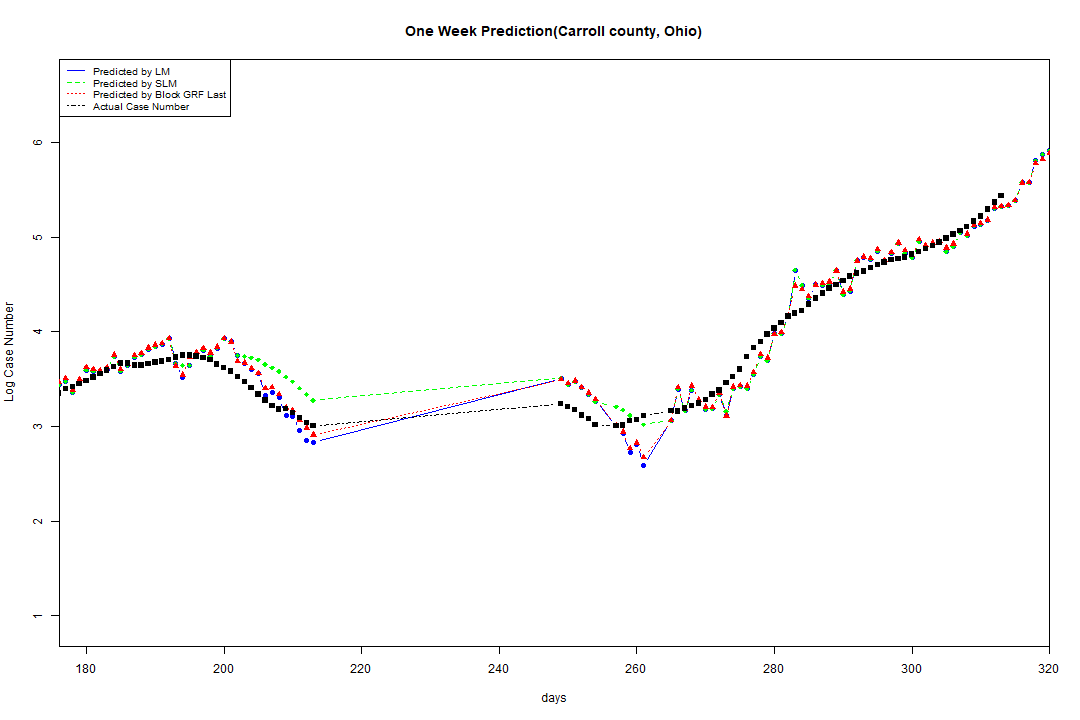 One Week Prediction(Carroll county, Ohio)
Predicted by LM
Predicted by SLM
Predicted by Block GRF Last
Actual Case Number
Log Case Number
6
5
4
3
2
1
180 200 220 240 260 280 300 320
days